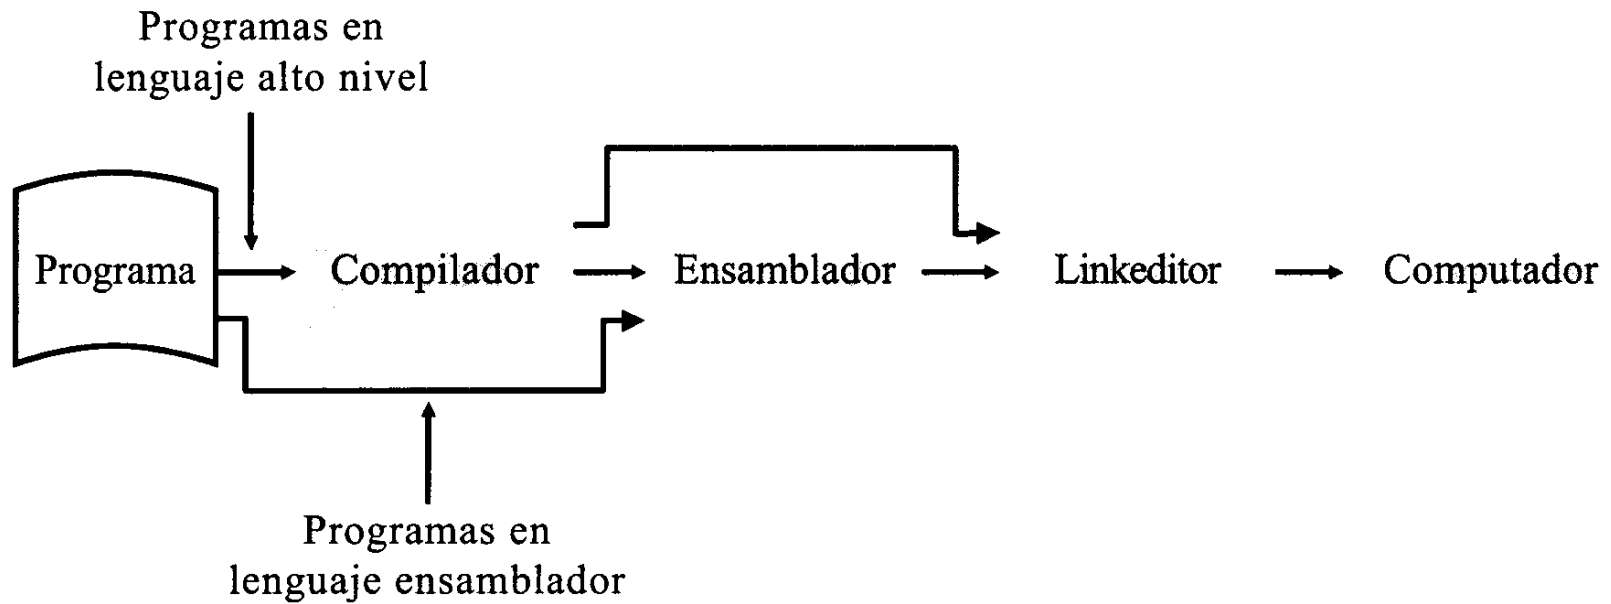 Programas en
lenguaje alto nivel
Programa
Compilador
Ensamblador
Linkeditor
Computador
Programas en
lenguaje ensamblador